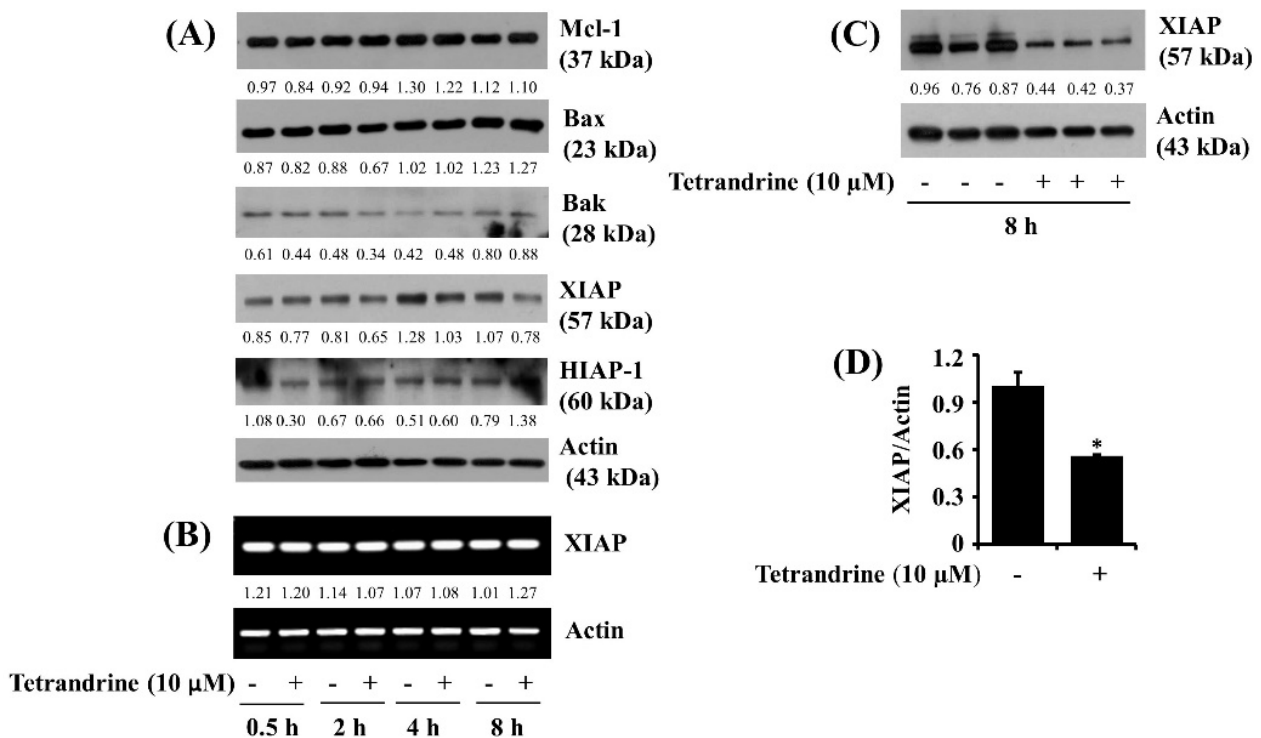 (A)
Mcl-1
(37 kDa)
0.97 0.84 0.92 0.94 1.30 1.22 1.12 1.10
Bax
(23 kDa)
0.87 0.82 0.88 0.67 1.02 1.02 1.23 1.27
Bak
(28 kDa)
0.61 0.44 0.48 0.34 0.42 0.48 0.80 0.88
XIAP
(57 kDa)
0.85 0.77 0.81 0.65 1.28 1.03 1.07 0.78
HIAP-1
(60 kDa)
1.08 0.30 0.67 0.66 0.51 0.60 0.79 1.38
Actin
(43 kDa)
(B)
XIAP
1.21 1.20 1.14 1.07 1.07 1.08 1.01 1.27
Actin
Tetrandrine (10 μM) - + - + - + - +
0.5 h 2 h 4 h 8 h
(C)
XIAP
(57 kDa)
0.96 0.76 0.87 0.44 0.42 0.37
Actin
(43 kDa)
Tetrandrine (10 μM) - - - + + +
8 h
(D)
XIAP/Actin
1.2
0.9
0.6
0.3
0
*
Tetrandrine (10 μM) - +